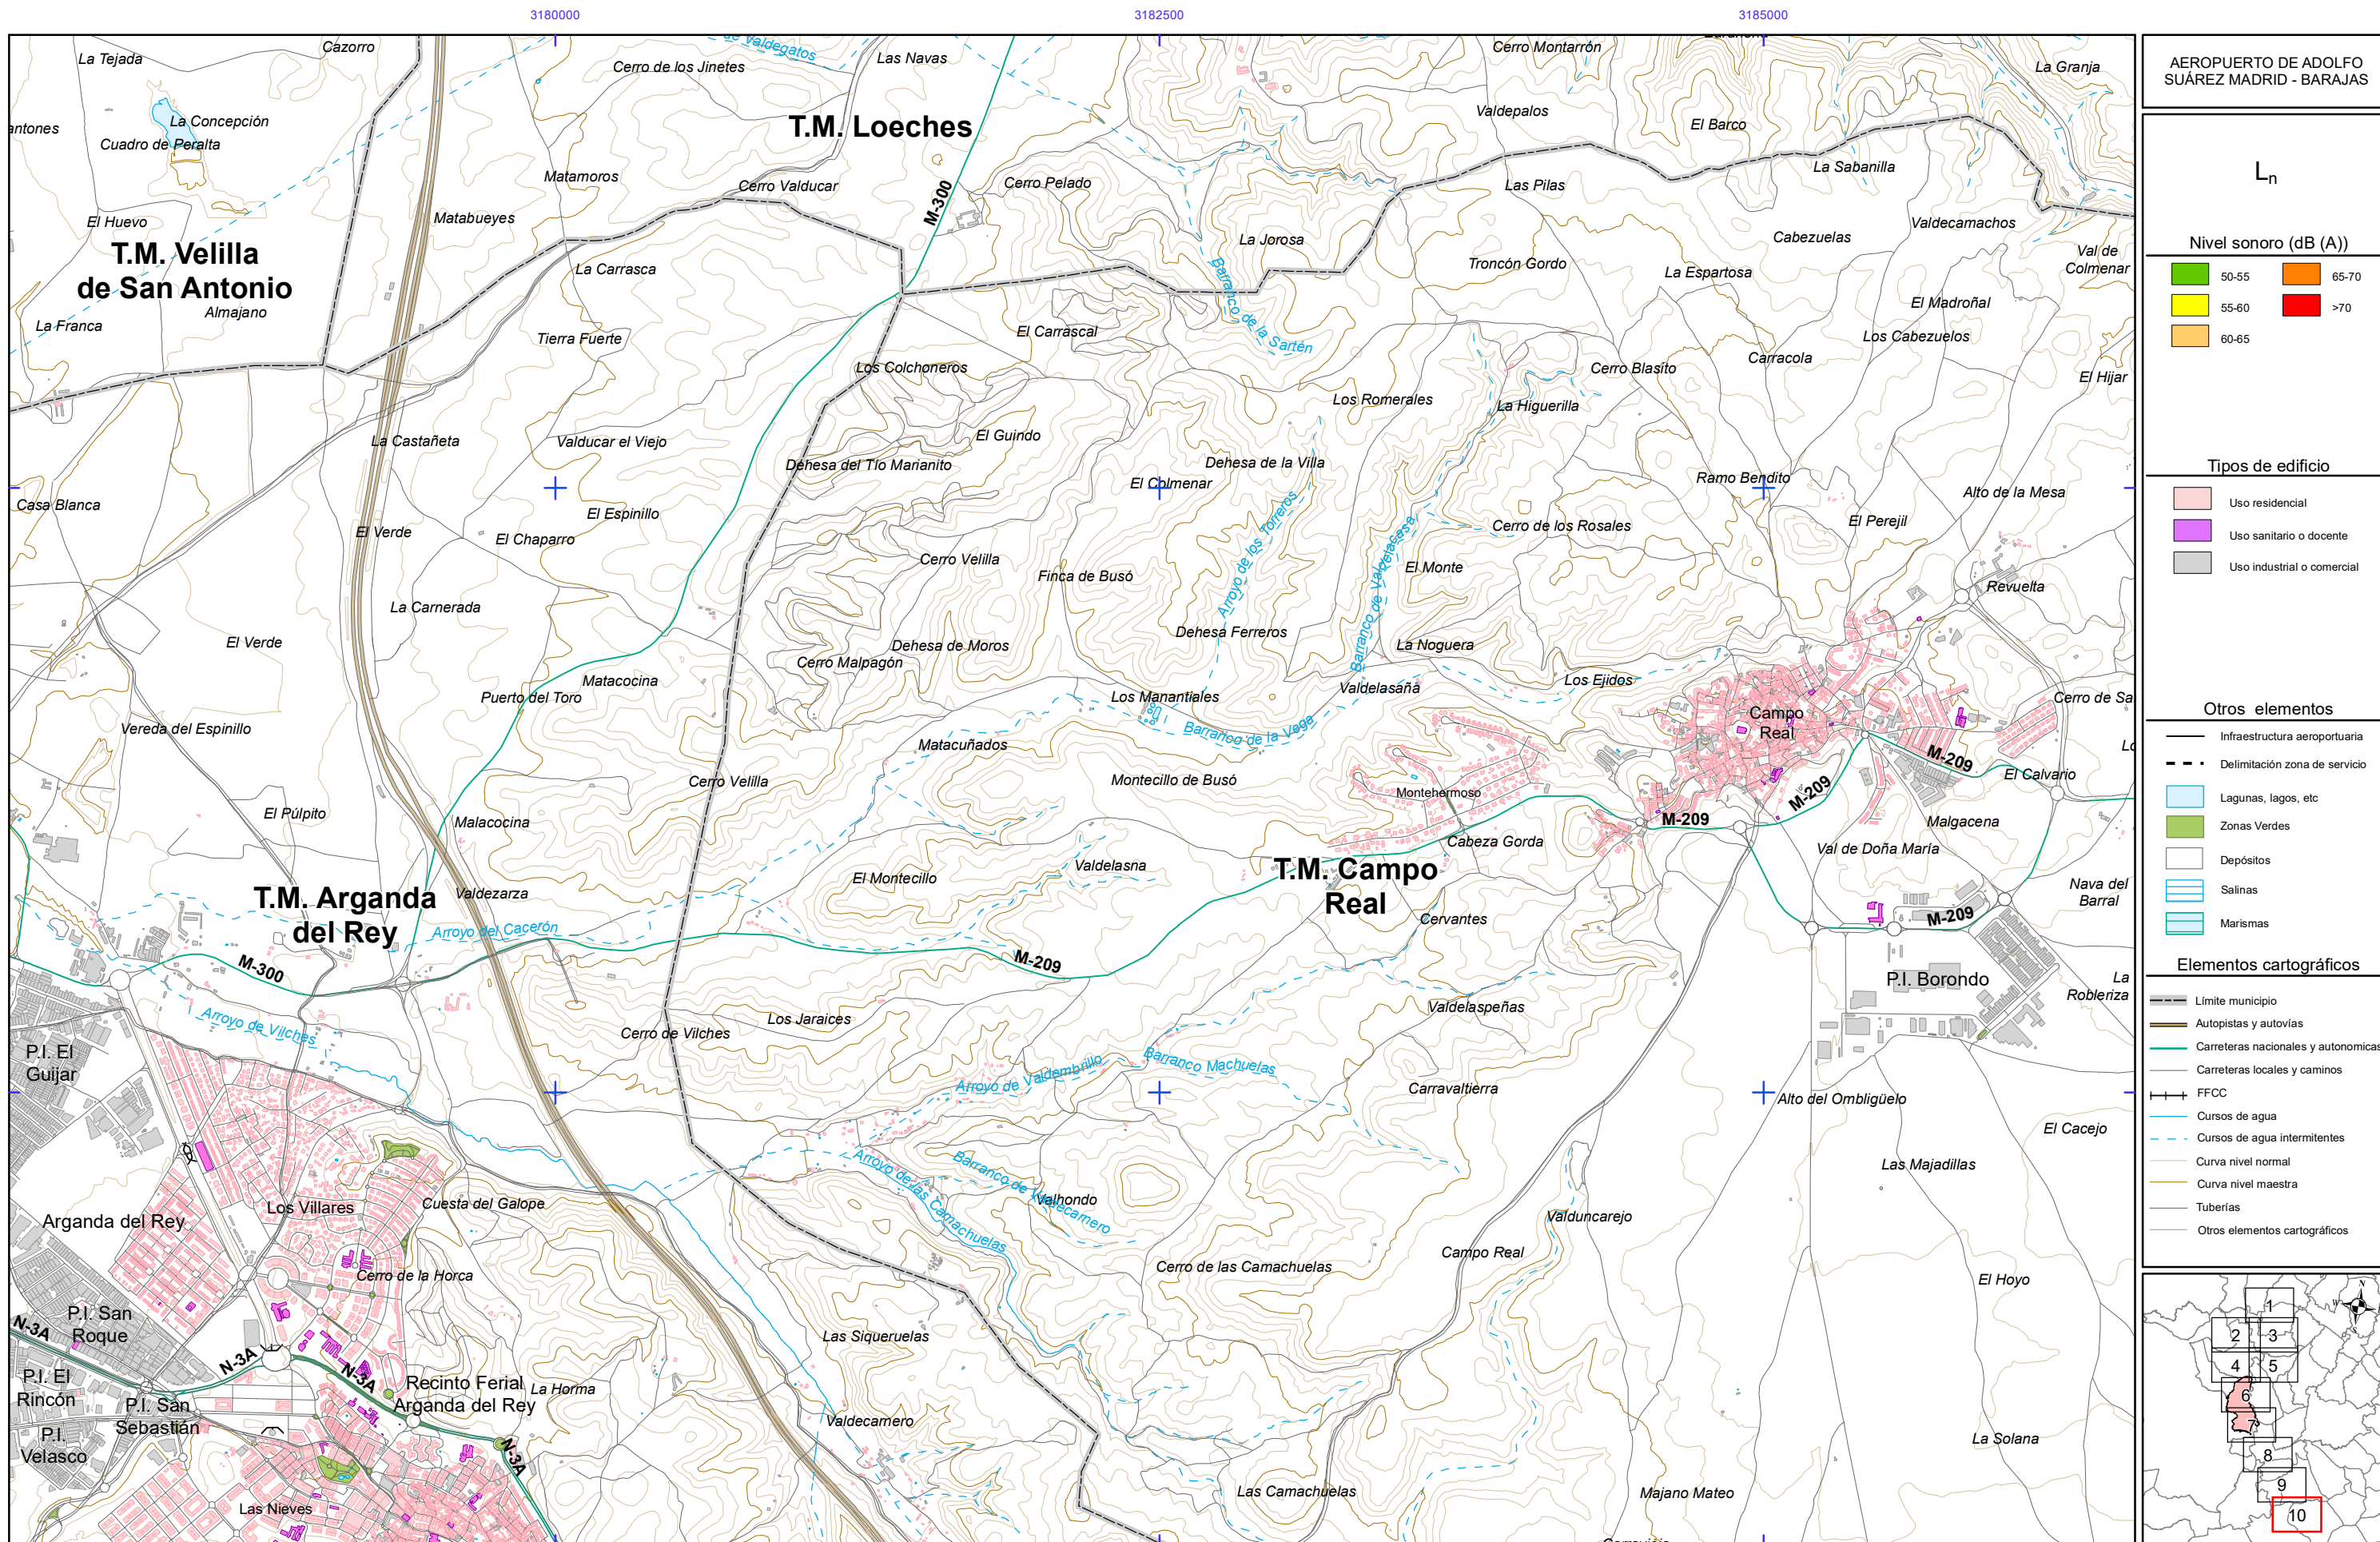 3180000
3182500
3185000
La Tejada
Cazorro
de Valdegatos
Las Navas
Cerro de los Jinetes
Cerro Montarrón
La Granja
antones
La Concepción
Cuadro de Peralta
T.M. Loeches
Valdepalos
El Barco
La Sabanilla
Matamoros
Cerro Valducar
M-300
Cerro Pelado
Las Pilas
El Huevo
Matabueyes
Valdecamachos
T.M. Velilla
de San Antonio
Almajano
La Franca
La Carrasca
La Jorosa
Barranco de la Sartén
Troncón Gordo
Cabezuelas
La Espartosa
Val de
Colmenar
El Madroñal
Tierra Fuerte
El Carrascal
Los Cabezuelos
Carracola
Los Colchoneros
Cerro Blasito
El Hijar
Los Romerales
La Higuerilla
La Castañeta
Valducar el Viejo
El Guindo
Dehesa del Tío Marianito
Dehesa de la Villa
El Colmenar
Ramo Bendito
Alto de la Mesa
Casa Blanca
El Espinillo
El Verde
El Chaparro
Arroyo de los Torreros
Barranco de Valdelacasa
Cerro de los Rosales
El Perejil
Cerro Velilla
Finca de Busó
El Monte
Revuelta
La Carnerada
El Verde
Dehesa de Moros
Dehesa Ferreros
La Noguera
Cerro Malpagón
Matacocina
Puerto del Toro
Los Manantiales
Valdelasaña
Los Ejidos
Cerro de Sa
Vereda del Espinillo
Barranco de la Vega
Campo
Real
Matacuñados
M-209
Cerro Velilla
Montecillo de Busó
El Calvario
Montehermoso
M-209
El Púlpito
Malacocina
M-209
Malgacena
Cabeza Gorda
Val de Doña María
T.M. Campo
Real
Valdelasna
El Montecillo
Valdezarza
T.M. Arganda
del Rey
Nava del
Barral
Arroyo del Cacerón
Cervantes
M-209
M-300
M-209
P.I. Borondo
La
Robleriza
Arroyo de Vilches
Los Jaraices
Cerro de Vilches
Valdelaspeñas
P.I. El
Guijar
Arroyo de Valdembrillo
Barranco Machuelas
Carravaltierra
Alto del Ombligüelo
El Cacejo
Arroyo de las Camachuelas
Barranco de Valdecarnero
Las Majadillas
Valhondo
Cuesta del Galope
Los Villares
Arganda del Rey
Valduncarejo
Campo Real
Cerro de la Horca
Cerro de las Camachuelas
El Hoyo
P.I. San
Roque
N-3A
Las Siqueruelas
N-3A
N-3A
P.I. El
Rincón
Recinto Ferial
Arganda del Rey
La Horma
P.I. San
Sebastián
P.I.
Velasco
Valdecarnero
La Solana
N-3A
Las Nieves
Las Camachuelas
Majano Mateo
AEROPUERTO DE ADOLFO
SUÁREZ MADRID - BARAJAS
Ln
Nivel sonoro (dB (A))
50-55
65-70
55-60
>70
60-65
Tipos de edificio
Uso residencial
Uso sanitario o docente
Uso industrial o comercial
Otros elementos
Infraestructura aeroportuaria
Delimitación zona de servicio
Lagunas, lagos, etc
Zonas Verdes
Depósitos
Salinas
Marismas
Elementos cartográficos
Límite municipio
Autopistas y autovías
Carreteras nacionales y autonomicas
Carreteras locales y caminos
FFCC
Cursos de agua
Cursos de agua intermitentes
Curva nivel normal
Curva nivel maestra
Tuberías
Otros elementos cartográficos
1
2
3
4
5
6
7
8
9
10
N